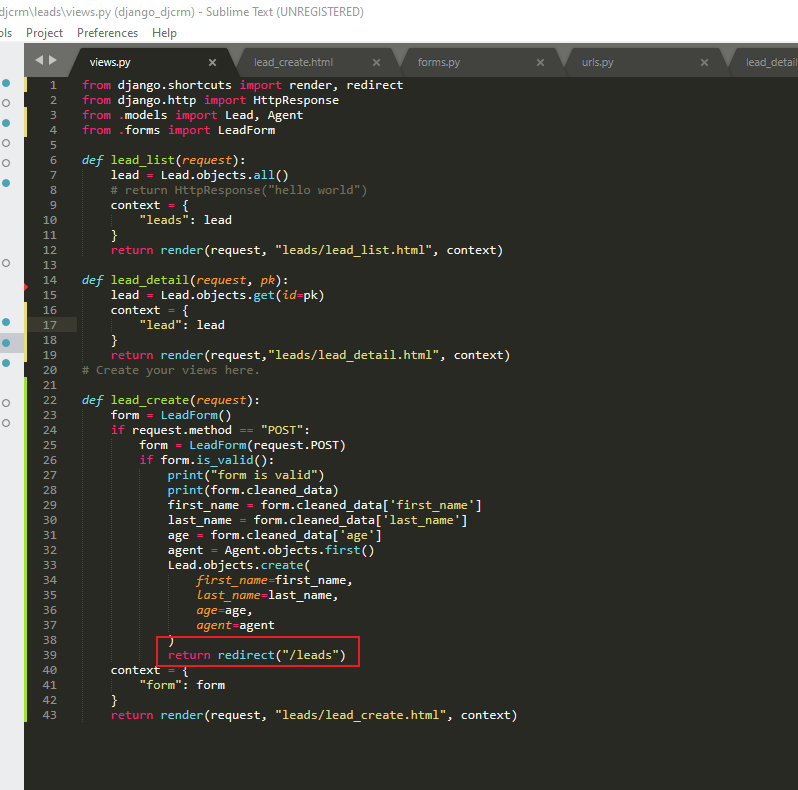 djcrm\leads\views.py (django_djcrm) - Sublime Text (UNREGISTERED)
ols Project Preferences Help
views.py × lead_create.html × forms.py × urls.py × lead_detail
1 from django.shortcuts import render, redirect
2 from django.http import HttpResponse
3 from .models import Lead, Agent
4 from .forms import LeadForm
5
6 def lead_list(request):
7 lead = Lead.objects.all()
8 # return HttpResponse("hello world")
9 context = {
10 "leads": lead
11 }
12 return render(request, "leads/lead_list.html", context)
13
14 def lead_detail(request, pk):
15 lead = Lead.objects.get(id=pk)
16 context = {
17 "lead": lead
18 }
19 return render(request,"leads/lead_detail.html", context)
20 # Create your views here.
21
22 def lead_create(request):
23 form = LeadForm()
24 if request.method == "POST":
25 form = LeadForm(request.POST)
26 if form.is_valid():
27 print("form is valid")
28 print(form.cleaned_data)
29 first_name = form.cleaned_data['first_name']
30 last_name = form.cleaned_data['last_name']
31 age = form.cleaned_data['age']
32 agent = Agent.objects.first()
33 Lead.objects.create(
34 first_name=first_name,
35 last_name=last_name,
36 age=age,
37 agent=agent
38 )
39 return redirect("/leads")
40 context = {
41 "form": form
42 }
43 return render(request, "leads/lead_create.html", context)